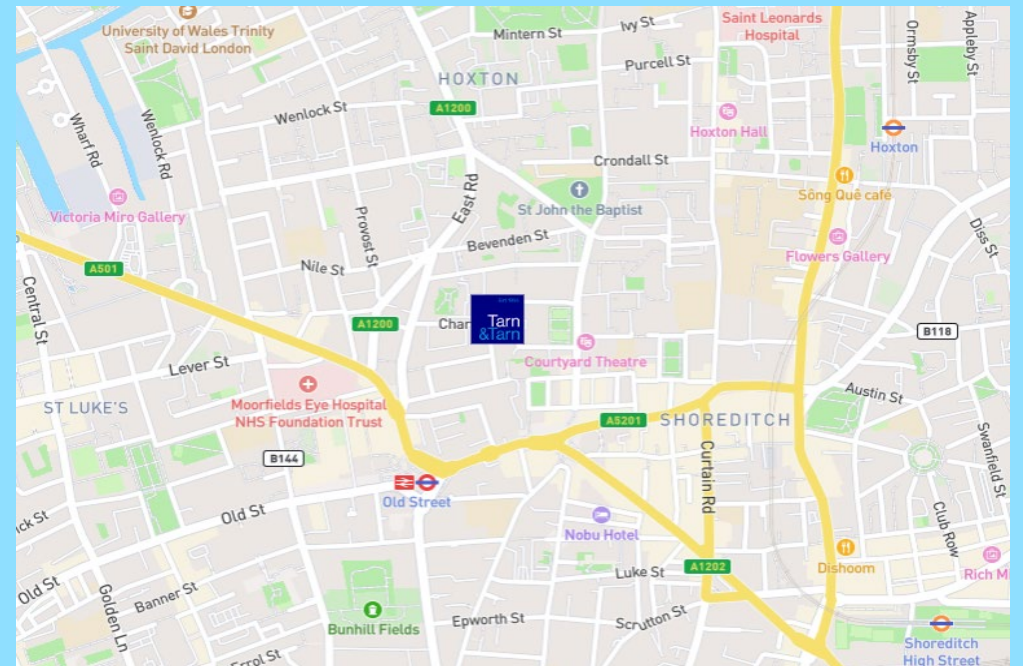 University of Wales Trinity
Saint David London
Mintern St
Ivy St
Saint Leonards
Hospital
Ormsby St
Appleby St
Purcell St
HOXTON
A1200
Wenlock St
Wharf Rd
Wenlock Rd
Hoxton Hall
Hoxton
Crondall St
Sông Quê café
East Rd
Victoria Miro Gallery
Provost St
St John the Baptist
Bevenden St
Flowers Gallery
Diss St
Nile St
A501
Central St
A1200
Char
Tarn
&Tarn
B118
Courtyard Theatre
Lever St
Austin St
ST LUKE'S
Moorfields Eye Hospital
NHS Foundation Trust
A5201
SHOREDITCH
Curtain Rd
Swanfield St
B144
Old Street
Old St
ick St
Nobu Hotel
Club Row
Dishoom
Rich M
Luke St
A1202
Old St
Golden Ln
Banner St
Bunhill Fields
Epworth St
Scrutton St
Shoreditch
High Street
Errol St